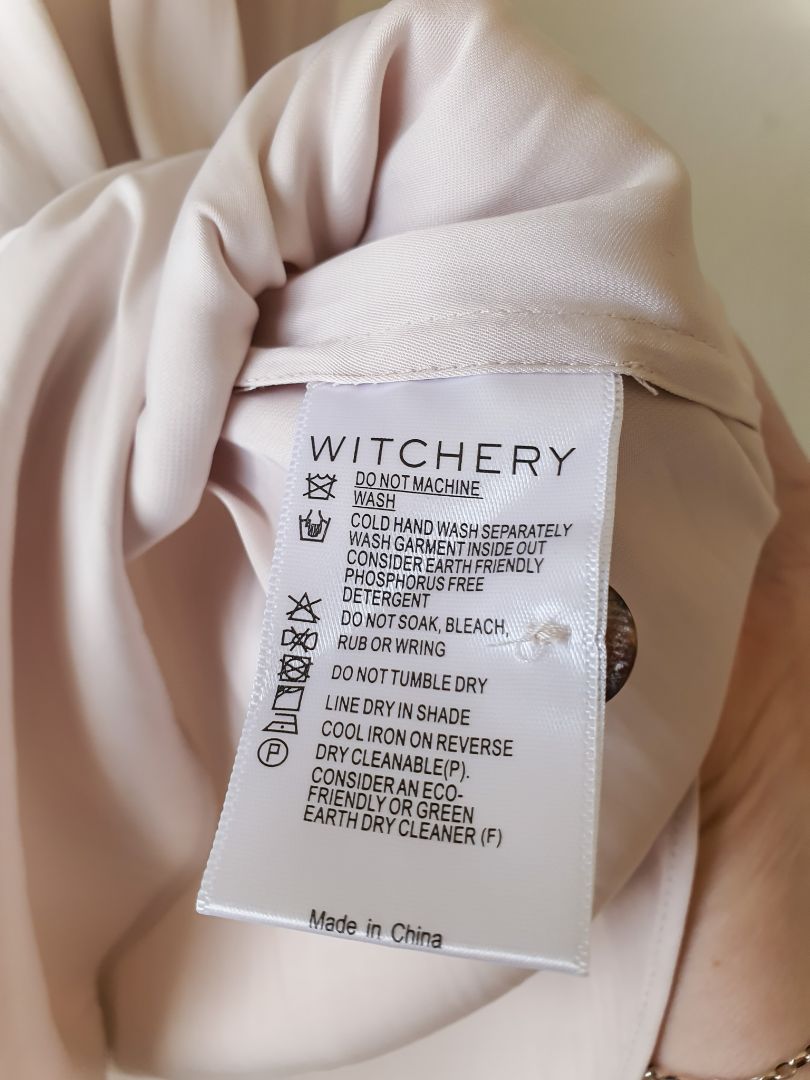 WITCHERY
DO NOT MACHINE
WASH
COLD HAND WASH SEPARATELY
WASH GARMENT INSIDE OUT
CONSIDER EARTH FRIENDLY
PHOSPHORUS FREE
DETERGENT
DO NOT SOAK, BLEACH,
RUB OR WRING
DO NOT TUMBLE DRY
LINE DRY IN SHADE
COOL IRON ON REVERSE
P
DRY CLEANABLE(P).
CONSIDER AN ECO-
FRIENDLY OR GREEN
EARTH DRY CLEANER (F)
Made in China